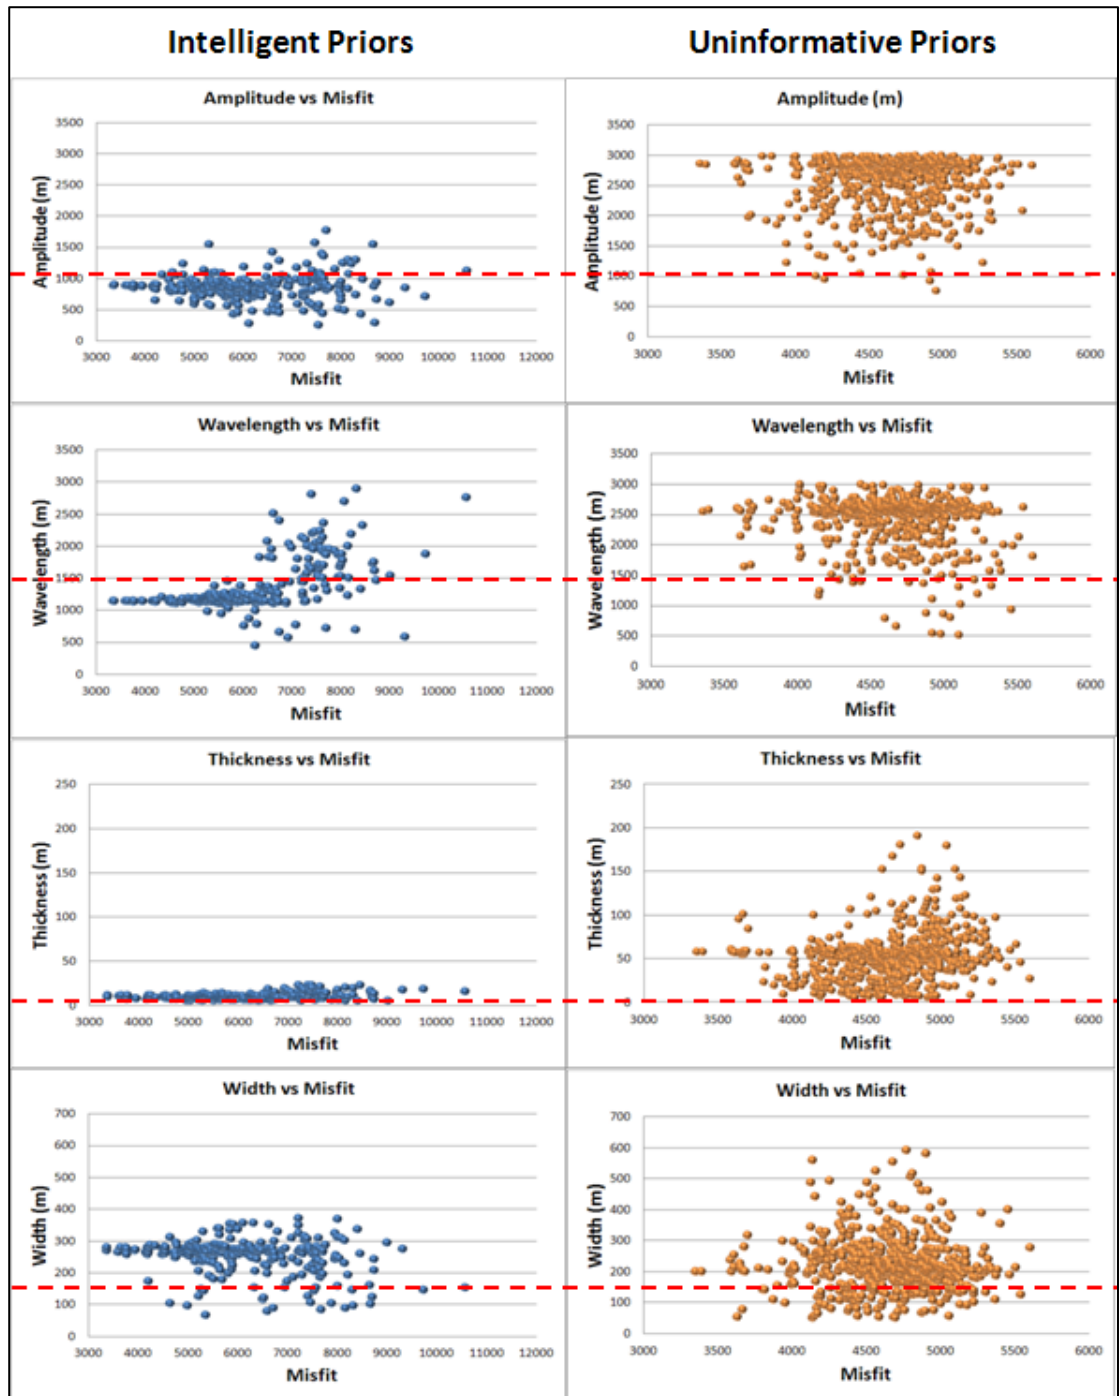 Intelligent Priors
Uninformative Priors
Amplitude vs Misfit
Amplitude (m)
3500
3000
2500
2000
1500
1000
500
0
3000 4000 5000 6000 7000 8000 9000 10000 11000 12000
Misfit
Amplitude (m)
Amplitude (m)
3500
3000
2500
2000
1500
1000
500
0
3000 3500 4000 4500 5000 5500 6000
Misfit
Wavelength vs Misfit
Wavelength (m)
3500
3000
2500
2000
1500
1000
500
0
3000 4000 5000 6000 7000 8000 9000 10000 11000 12000
Misfit
Wavelength vs Misfit
Wavelength (m)
3500
3000
2500
2000
1500
1000
500
0
3000 3500 4000 4500 5000 5500 6000
Misfit
Thickness vs Misfit
Thickness (m)
250
200
150
100
50
0
3000 4000 5000 6000 7000 8000 9000 10000 11000 12000
Misfit
Thickness vs Misfit
Thickness (m)
250
200
150
100
50
0
3000 3500 4000 4500 5000 5500 6000
Misfit
Width vs Misfit
Width (m)
700
600
500
400
300
200
100
0
3000 4000 5000 6000 7000 8000 9000 10000 11000 12000
Misfit
Width vs Misfit
Width (m)
700
600
500
400
300
200
100
0
3000 3500 4000 4500 5000 5500 6000
Misfit